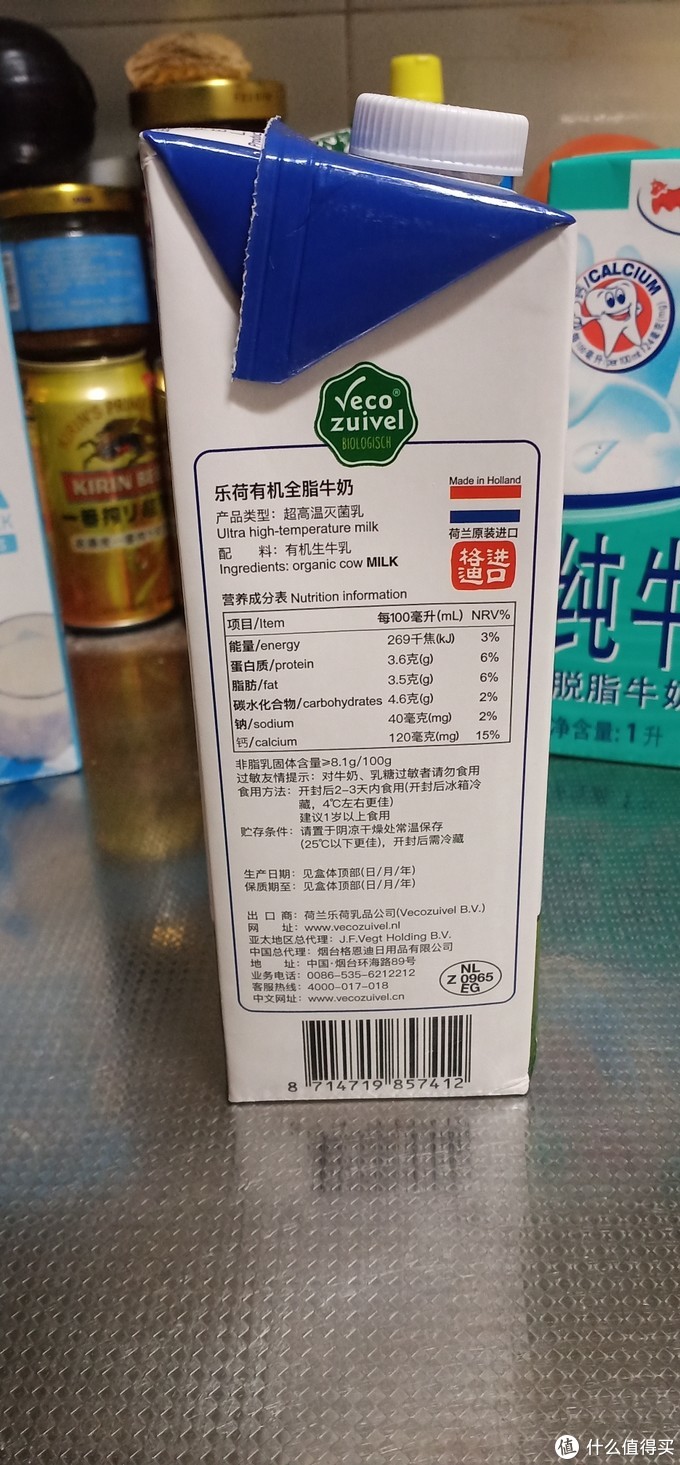 Veco®
zuivel
BIOLOGISCH
乐荷有机全脂牛奶
产品类型：超高温灭菌乳
Ultra high-temperature milk
配 料：有机生牛乳
Ingredients: organic cow MILK
Made in Holland
荷兰原装进口
格迪
进口
营养成分表 Nutrition information
项目/Item 每100毫升(mL) NRV%
能量/energy 269千焦(kJ) 3%
蛋白质/protein 3.6克(g) 6%
脂肪/fat 3.5克(g) 6%
碳水化合物/carbohydrates 4.6克(g) 2%
钠/sodium 40毫克(mg) 2%
钙/calcium 120毫克(mg) 15%
非脂乳固体含量≥8.1g/100g
过敏友情提示：对牛奶、乳糖过敏者请勿食用
食用方法：开封后2-3天内食用(开封后冰箱冷
藏，4℃左右更佳)
建议1岁以上食用
贮存条件：请置于阴凉干燥处常温保存
(25℃以下更佳)，开封后需冷藏
生产日期：见盒体顶部(日/月/年)
保质期至：见盒体顶部(日/月/年)
出 口 商：荷兰乐荷乳品公司(Vecozuivel B.V.)
网 址：www.vecozuivel.nl
亚太地区总代理：J.F.Vegt Holding B.V.
中国总代理：烟台格恩迪日用品有限公司
地 址：中国·烟台环海路89号
业务电话：0086-535-6212212
客服热线：4000-017-018
中文网址：www.vecozuivel.cn
NL
Z 0965
EG
8 714719 857412
KIRIN BEER
一番搾り
/CALCIUM
纯牛
脱脂牛奶
净含量:1升
值 什么值得买